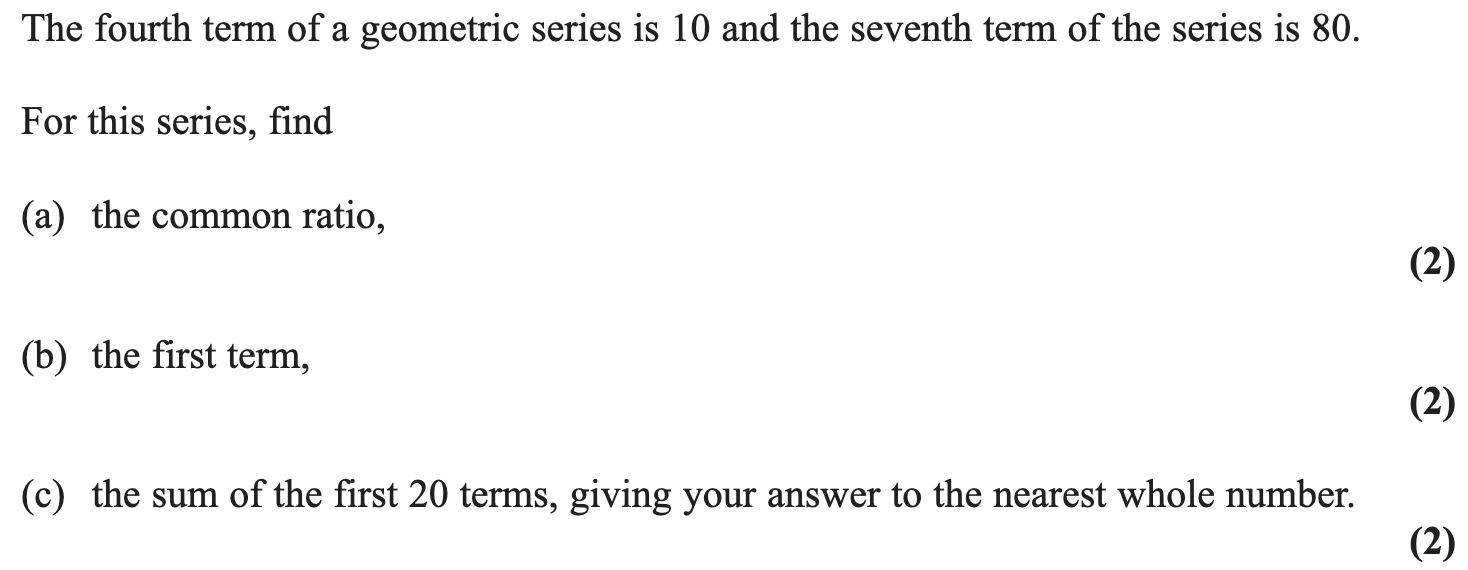 The fourth term of a geometric series is 10 and the seventh term of the series is 80.
For this series, find
(a) the common ratio,
(2)
(b) the first term,
(2)
(c) the sum of the first 20 terms, giving your answer to the nearest whole number.
(2)